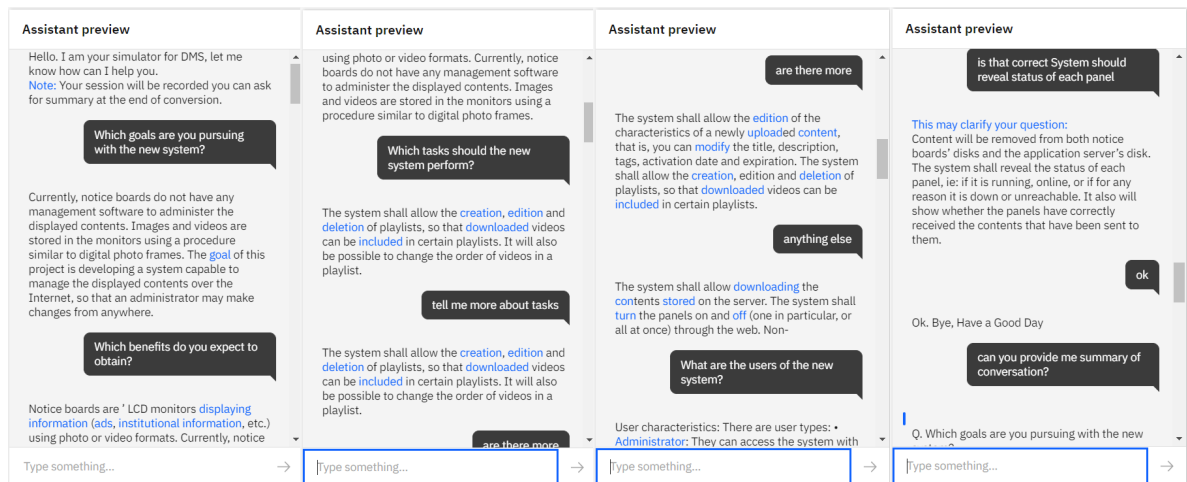 Assistant preview
Hello. I am your simulator for DMS, let me
know how can I help you.
Note: Your session will be recorded you can ask
for summary at the end of conversion.
Which goals are you pursuing
with the new system?
Currently, notice boards do not have any
management software to administer the
displayed contents. Images and videos are
stored in the monitors using a procedure
similar to digital photo frames. The goal of this
project is developing a system capable to
manage the displayed contents over the
Internet, so that an administrator may make
changes from anywhere.
Which benefits do you expect to
obtain?
Notice boards are ‘ LCD monitors displaying
information (ads, institutional information, etc.)
using photo or video formats. Currently, notice
Type something...
Assistant preview
using photo or video formats. Currently, notice
boards do not have any management software
to administer the displayed contents. Images
and videos are stored in the monitors using a
procedure similar to digital photo frames.
Which tasks should the new
system perform?
The system shall allow the creation, edition and
deletion of playlists, so that downloaded videos
can be included in certain playlists. It will also
be possible to change the order of videos in a
playlist.
tell me more about tasks
The system shall allow the creation, edition and
deletion of playlists, so that downloaded videos
can be included in certain playlists. It will also
be possible to change the order of videos in a
playlist.
are there more
Type something...
Assistant preview
are there more
The system shall allow the edition of the
characteristics of a newly uploaded content,
that is, you can modify the title, description,
tags, activation date and expiration. The system
shall allow the creation, edition and deletion of
playlists, so that downloaded videos can be
included in certain playlists.
anything else
The system shall allow downloading the
contents stored on the server. The system shall
turn the panels on and off (one in particular, or
all at once) through the web. Non-
What are the users of the new
system?
User characteristics: There are user types: •
Administrator: They can access the system with
Type something...
Assistant preview
is that correct System should
reveal status of each panel
This may clarify your question:
Content will be removed from both notice
boards’ disks and the application server’s disk.
The system shall reveal the status of each
panel, ie: if it is running, online, or if for any
reason it is down or unreachable. It also will
show whether the panels have correctly
received the contents that have been sent to
them.
ok
Ok. Bye, Have a Good Day
can you provide me summary of
conversation?
Q. Which goals are you pursuing with the new
Type something...